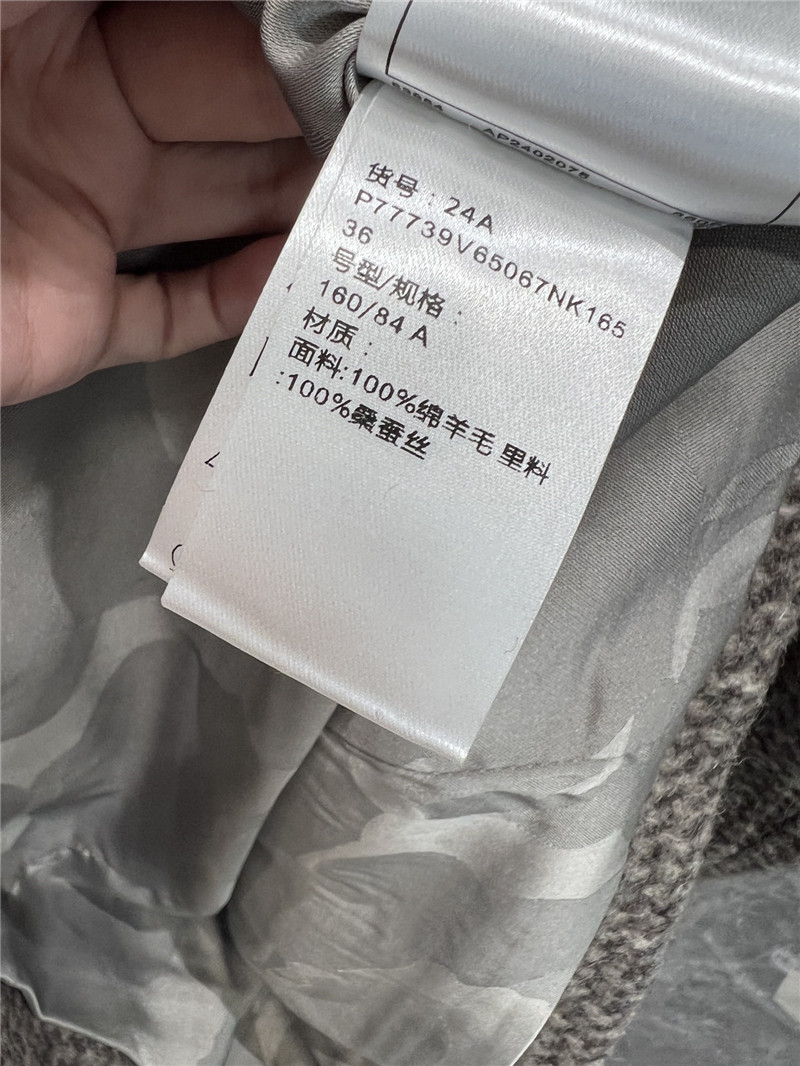 AP2402075
货号：24A
P77739V65067NK165
36
号型/规格：
160/84 A
材质：
面料:100%绵羊毛 里料
:100%桑蚕丝